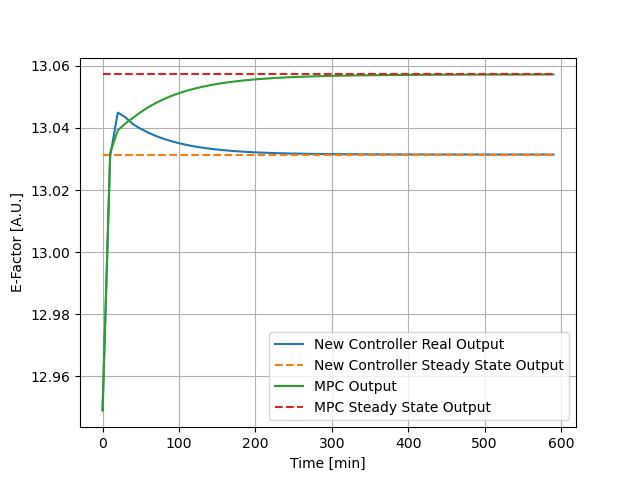 13.06
13.04
13.02
13.00
12.98
12.96
E-Factor [A.U.]
New Controller Real Output
New Controller Steady State Output
MPC Output
MPC Steady State Output
0 100 200 300 400 500 600
Time [min]